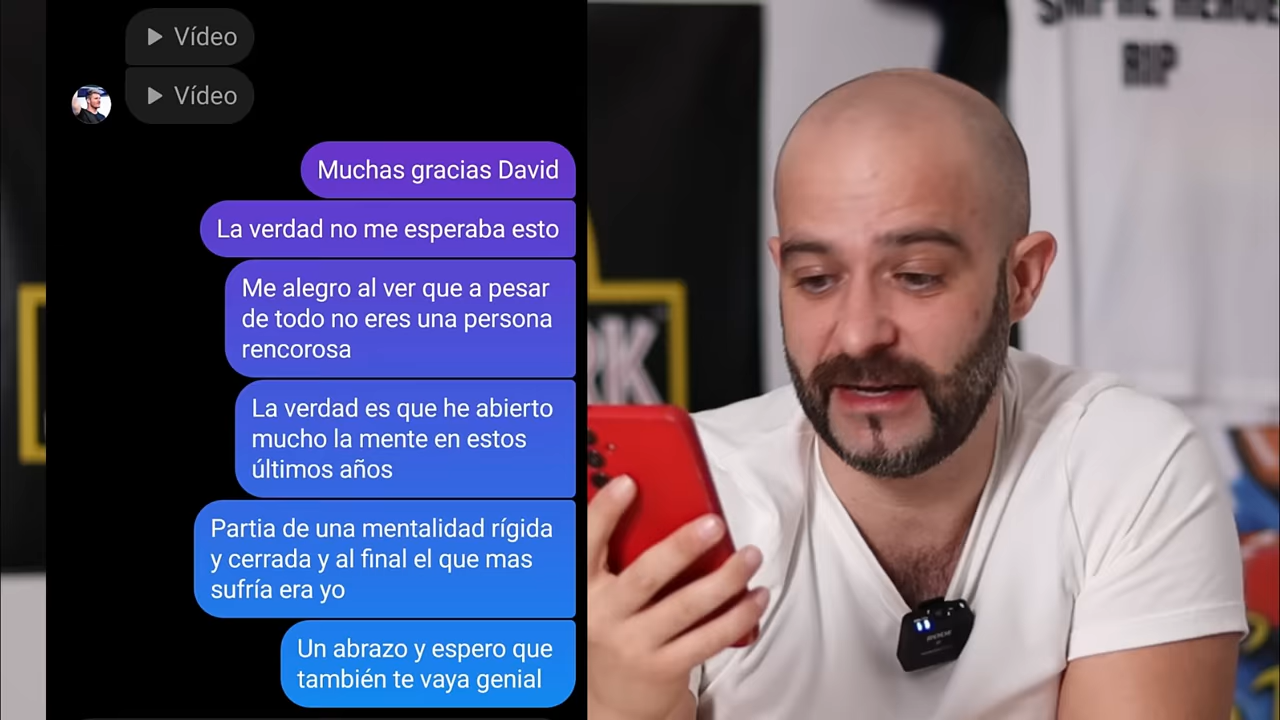 Vídeo
Vídeo
Muchas gracias David
La verdad no me esperaba esto
Me alegro al ver que a pesar
de todo no eres una persona
rencorosa
La verdad es que he abierto
mucho la mente en estos
últimos años
Partia de una mentalidad rígida
y cerrada y al final el que mas
sufría era yo
Un abrazo y espero que
también te vaya genial
RIP
RODE